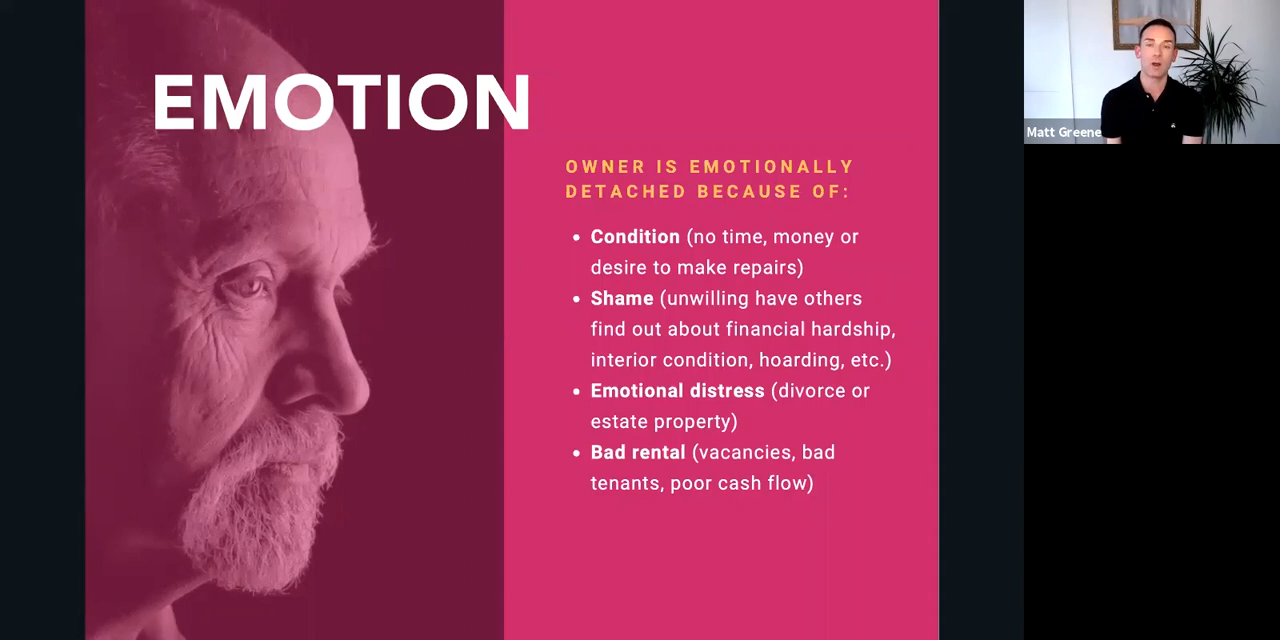 EMOTION
OWNER IS EMOTIONALLY
DETACHED BECAUSE OF:
• Condition (no time, money or
desire to make repairs)
• Shame (unwilling have others
find out about financial hardship,
interior condition, hoarding, etc.)
• Emotional distress (divorce or
estate property)
• Bad rental (vacancies, bad
tenants, poor cash flow)
Matt Greene